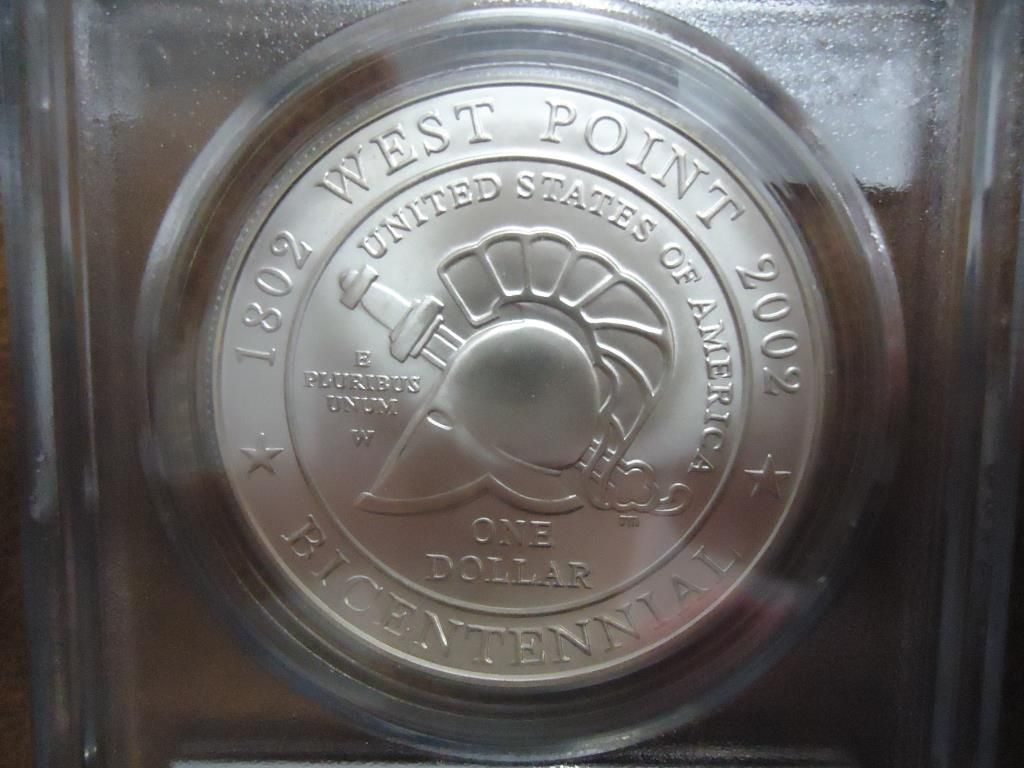 1802 WEST POINT 2002
UNITED STATES OF AMERICA
E
PLURIBUS
UNUM
W
ONE
DOLLAR
BICENTENNIAL